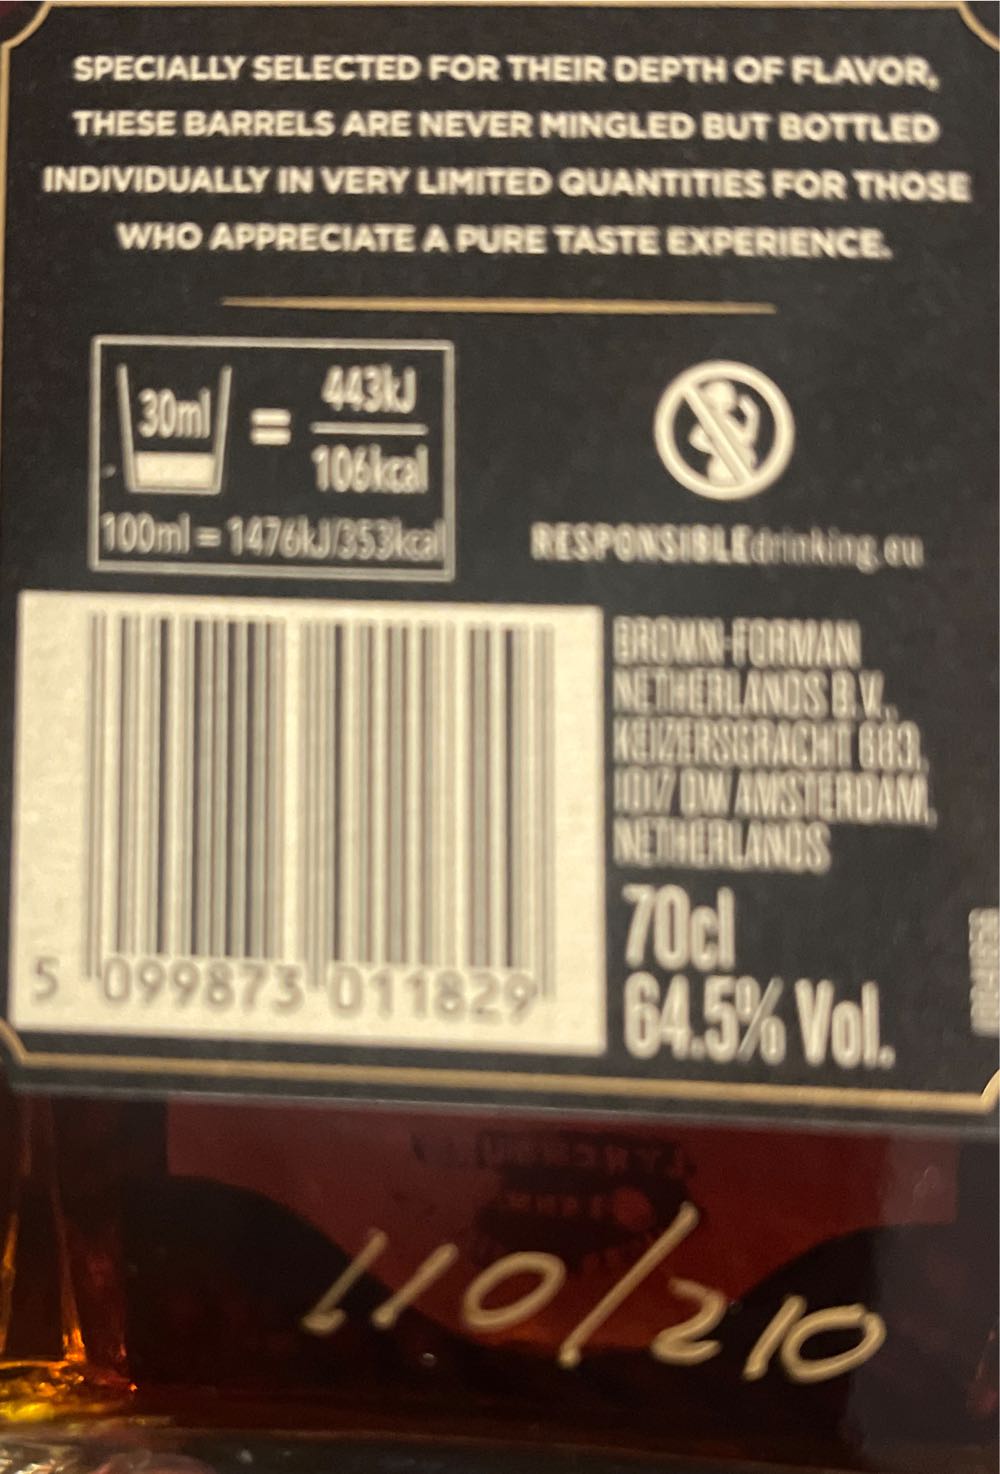 SPECIALLY SELECTED FOR THEIR DEPTH OF FLAVOR,
THESE BARRELS ARE NEVER MINGLED BUT BOTTLED
INDIVIDUALLY IN VERY LIMITED QUANTITIES FOR THOSE
WHO APPRECIATE A PURE TASTE EXPERIENCE.
30ml = 443kJ
106kcal
100ml = 1476kJ/353kcal
RESPONSIBLEdrinking.eu
BROWN-FORMAN
NETHERLANDS B.V.,
KEIZERSGRACHT 683,
1017 DW AMSTERDAM,
NETHERLANDS
70cl
64.5% Vol.
5 099873 011829
110/210